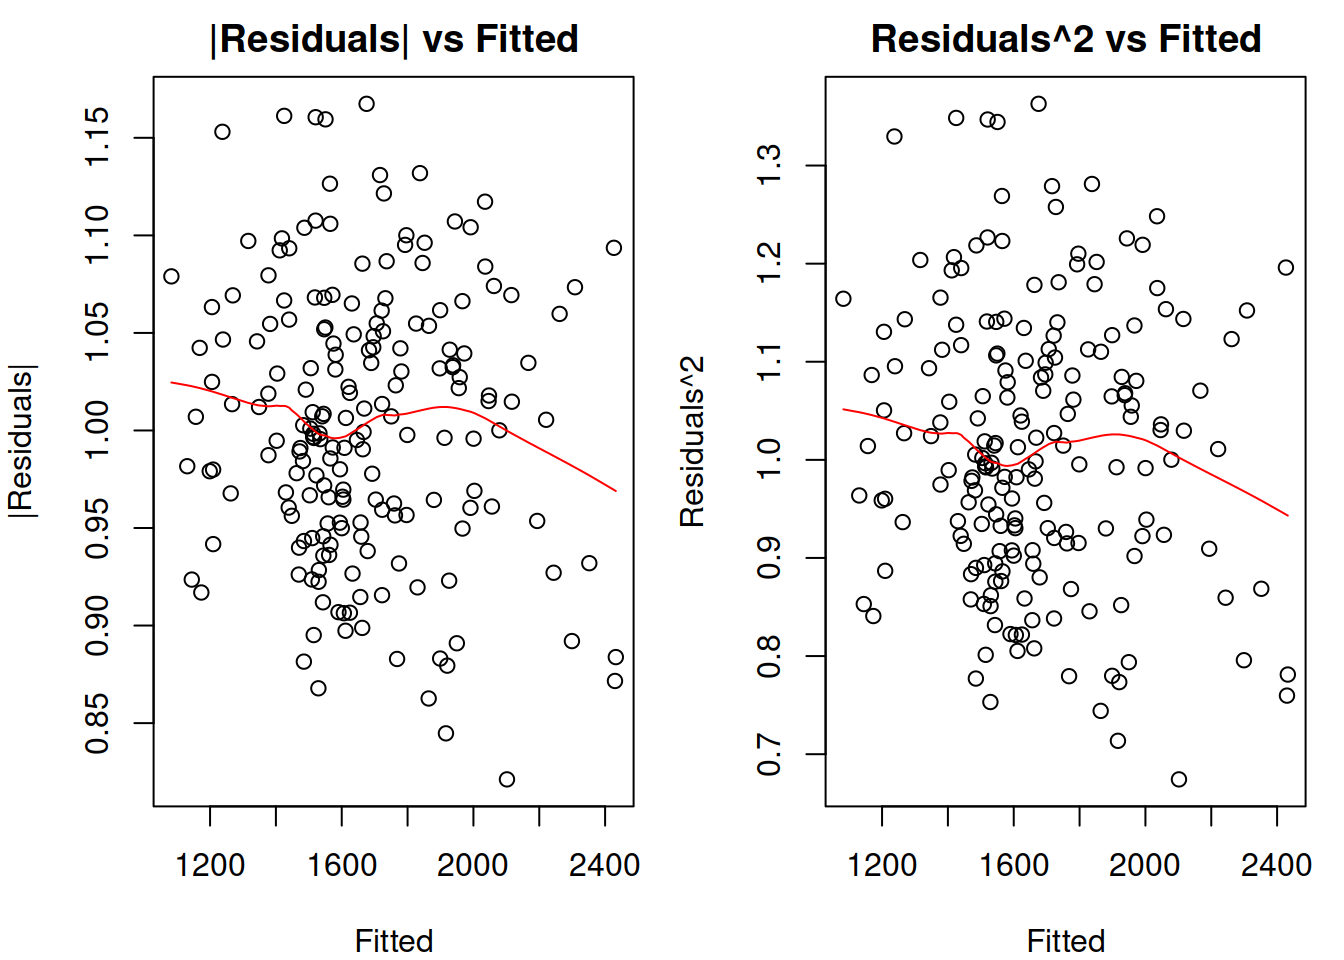 |Residuals| vs Fitted
|Residuals|
0.85 0.90 0.95 1.00 1.05 1.10 1.15
1200 1600 2000 2400
Fitted
Residuals^2 vs Fitted
Residuals^2
0.7 0.8 0.9 1.0 1.1 1.2 1.3
1200 1600 2000 2400
Fitted